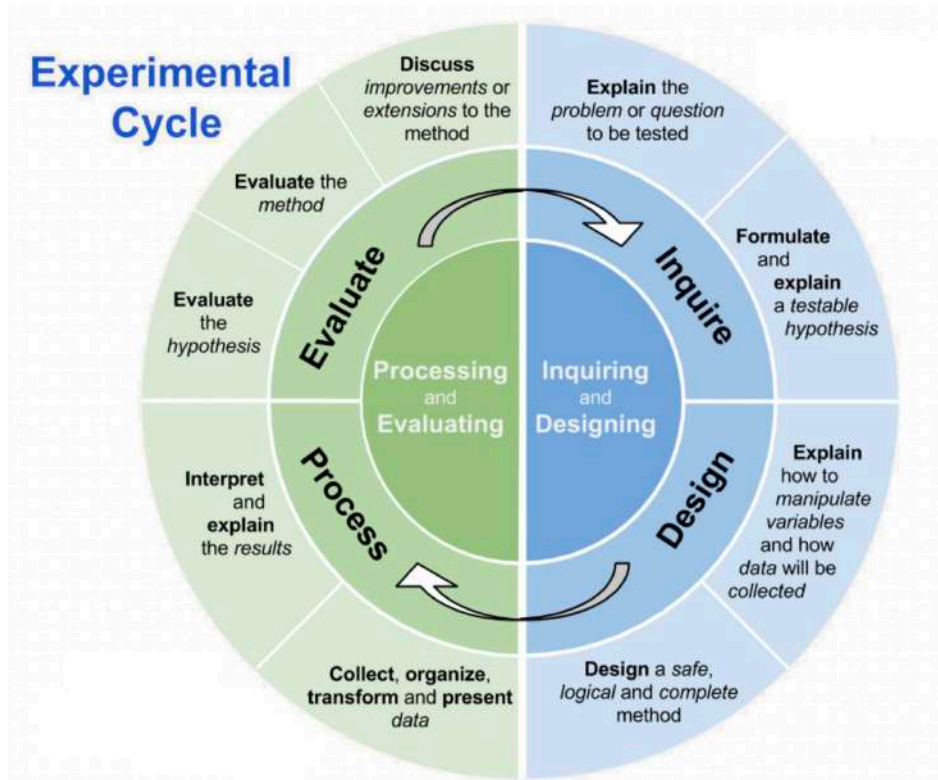 Experimental
Cycle
Discuss
improvements or
extensions to the
method
Explain the
problem or question
to be tested
Evaluate the
method
Formulate
and
explain
a testable
hypothesis
Evaluate
the
hypothesis
Evaluate
Inquire
Processing
and
Evaluating
Inquiring
and
Designing
Process
Design
Interpret
and
explain
the results
Explain
how to
manipulate
variables
and how
data will be
collected
Collect, organize,
transform and present
data
Design a safe,
logical and complete
method